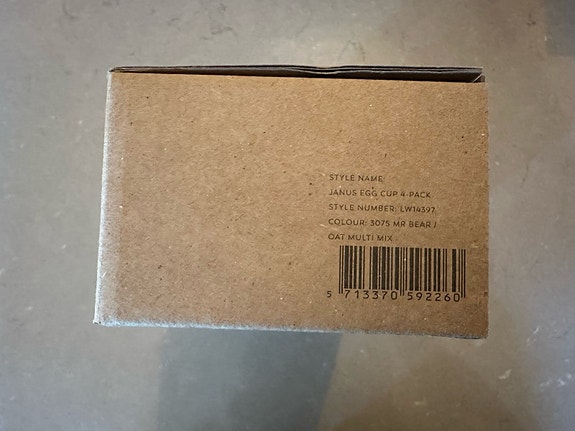 STYLE NAME:
JANUS EGG CUP 4-PACK
STYLE NUMBER: LW14397
COLOUR: 3075 MR BEAR /
OAT MULTI MIX
5 713370 592260